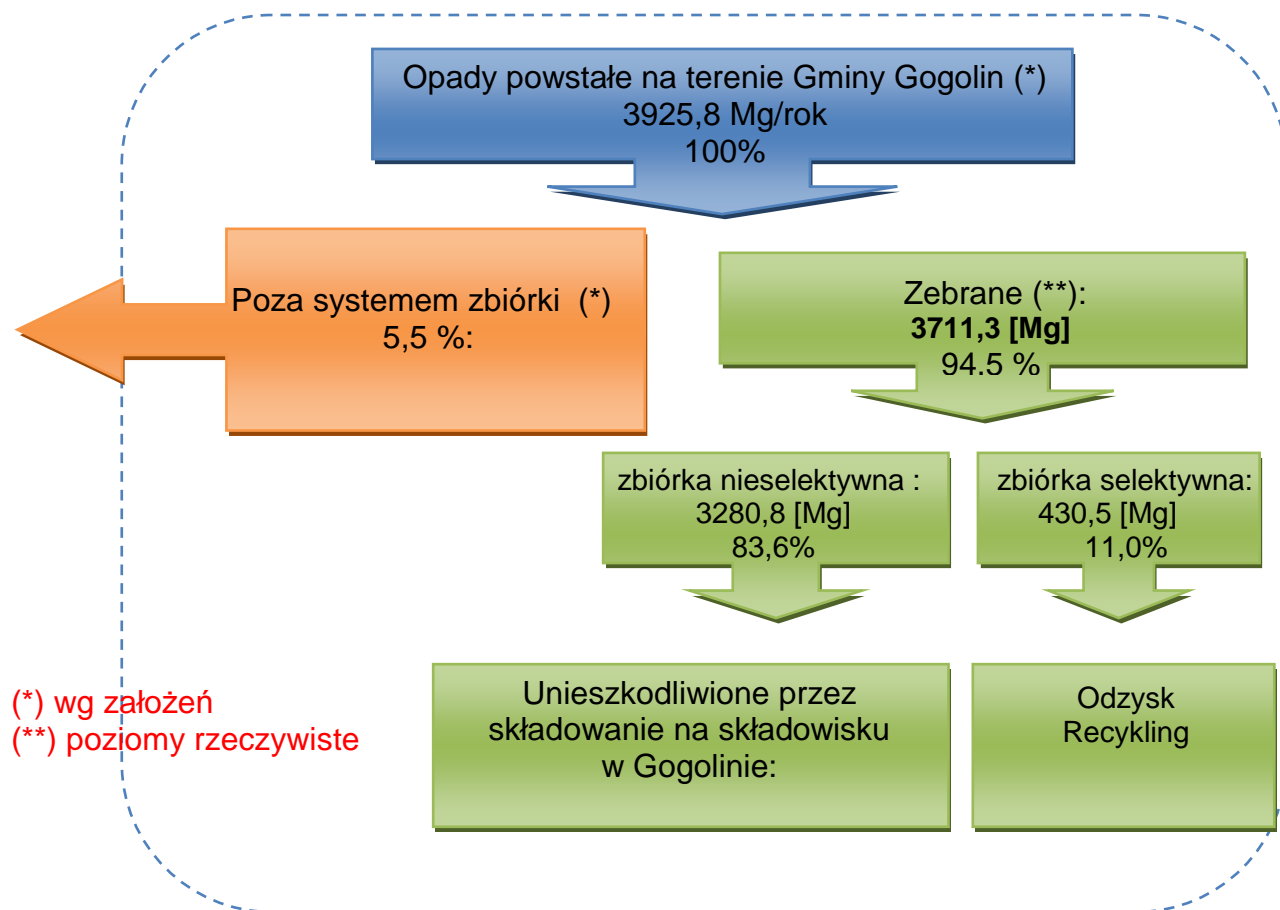 Opady powstałe na terenie Gminy Gogolin (*)
3925,8 Mg/rok
100%
Poza systemem zbiórki (*)
5,5 %:
Zebrane (**):
3711,3 [Mg]
94.5 %
zbiórka nieselektywna :
3280,8 [Mg]
83,6%
zbiórka selektywna:
430,5 [Mg]
11,0%
Unieszkodliwione przez
składowanie na składowisku
w Gogolinie:
Odzysk
Recykling
(*) wg założeń
(**) poziomy rzeczywiste